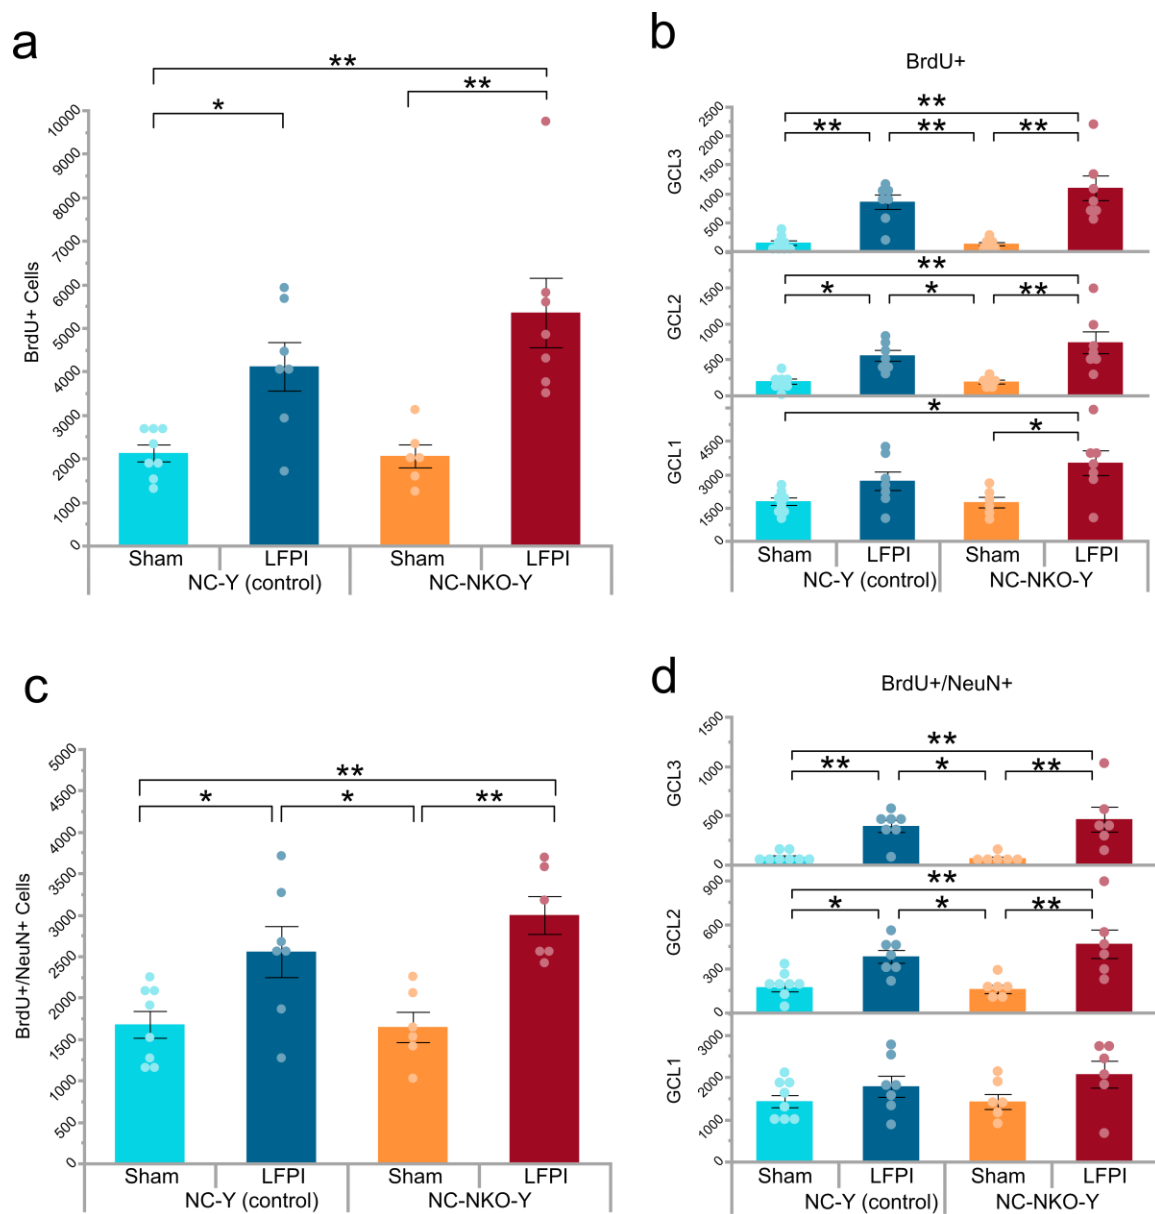 a
**
**
*
10000
9000
8000
7000
6000
5000
4000
3000
2000
1000
0
BrdU+ Cells
Sham
LFPI
Sham
LFPI
NC-Y (control)
NC-NKO-Y
b
BrdU+
GCL3
2500
2000
1500
1000
500
0
**
**
**
**
GCL2
1500
1000
500
0
**
*
*
**
GCL1
4500
3000
1500
0
*
*
Sham
LFPI
Sham
LFPI
NC-Y (control)
NC-NKO-Y
c
5000
4500
4000
3500
3000
2500
2000
1500
1000
500
0
BrdU+/NeuN+ Cells
**
*
*
**
Sham
LFPI
Sham
LFPI
NC-Y (control)
NC-NKO-Y
d
BrdU+/NeuN+
GCL3
1500
1000
500
0
**
**
*
**
GCL2
900
600
300
0
**
*
*
**
GCL1
3000
2000
1000
0
Sham
LFPI
Sham
LFPI
NC-Y (control)
NC-NKO-Y